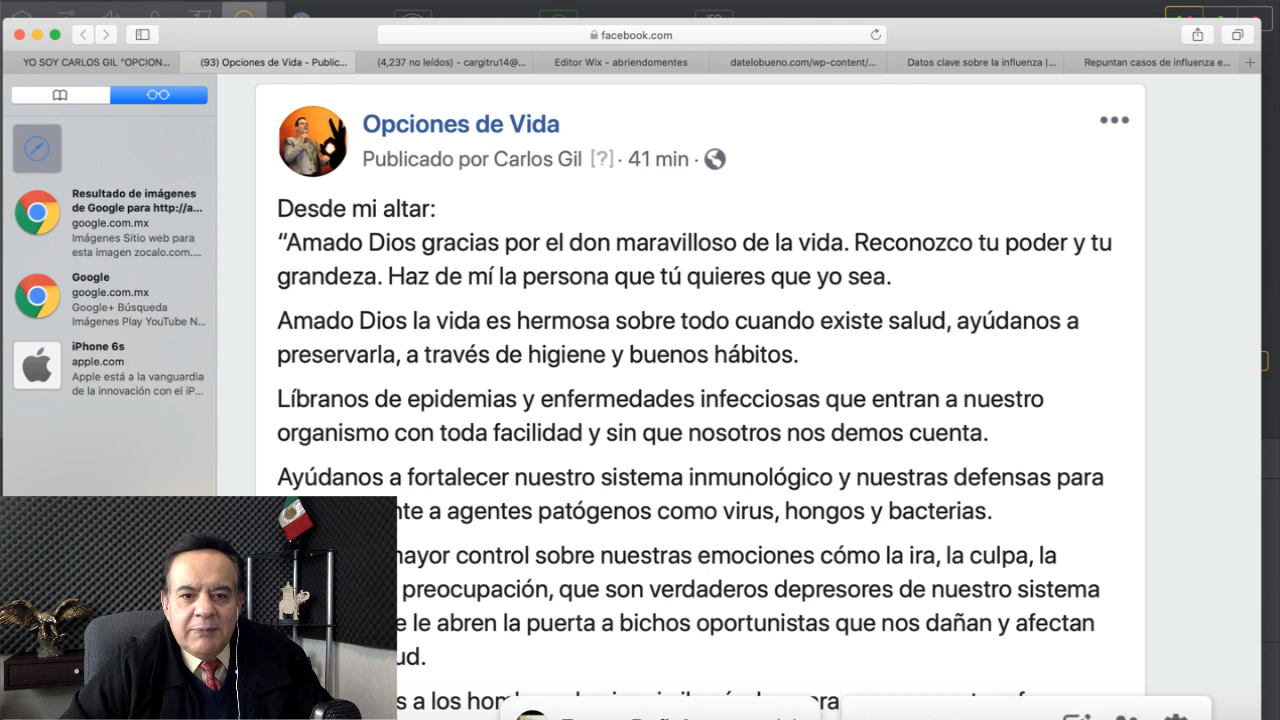 facebook.com
YO SOY CARLOS GIL "OPCION...
(93) Opciones de Vida - Public...
(4,237 no leídos) - cargitru14@...
Editor Wix - abriendomentes
datelobueno.com/wp-content/...
Datos clave sobre la influenza |...
Repuntan casos de influenza e...
Resultado de imágenes
de Google para http://a...
google.com.mx
Imágenes Sitio web para
esta imagen zocalo.com....
Google
google.com.mx
Google+ Búsqueda
Imágenes Play YouTube N...
iPhone 6s
apple.com
Apple está a la vanguardia
de la innovación con el iP...
Opciones de Vida
Publicado por Carlos Gil [?] · 41 min ·
Desde mi altar:
“Amado Dios gracias por el don maravilloso de la vida. Reconozco tu poder y tu
grandeza. Haz de mí la persona que tú quieres que yo sea.
Amado Dios la vida es hermosa sobre todo cuando existe salud, ayúdanos a
preservarla, a través de higiene y buenos hábitos.
Líbranos de epidemias y enfermedades infecciosas que entran a nuestro
organismo con toda facilidad y sin que nosotros nos demos cuenta.
Ayúdanos a fortalecer nuestro sistema inmunológico y nuestras defensas para
nte a agentes patógenos como virus, hongos y bacterias.
mayor control sobre nuestras emociones cómo la ira, la culpa, la
preocupación, que son verdaderos depresores de nuestro sistema
e le abren la puerta a bichos oportunistas que nos dañan y afectan
ud.
s a los